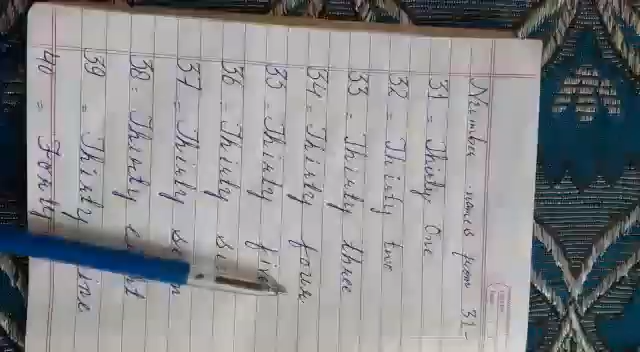 Number names from 31-
31 = Thirty One
32 = Thirty two
33 = Thirty three
34 = Thirty four
33 = Thirty five
36 = Thirty
37 = Thirty
38 = Thirty
39 = Thirty
40 = Forty